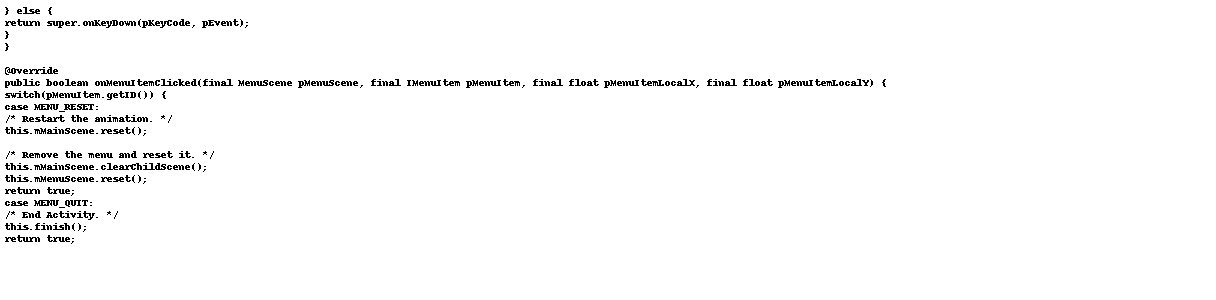 } else {
return super.onKeyDown(pKeyCode, pEvent);
}
}
@Override
public boolean onMenuItemClicked(final MenuScene pMenuScene, final IMenuItem pMenuItem, final float pMenuItemLocalX, final float pMenuItemLocalY) {
switch(pMenuItem.getID()) {
case MENU_RESET:
/* Restart the animation. */
this.mMainScene.reset();
/* Remove the menu and reset it. */
this.mMainScene.clearChildScene();
this.mMenuScene.reset();
return true;
case MENU_QUIT:
/* End Activity. */
this.finish();
return true;